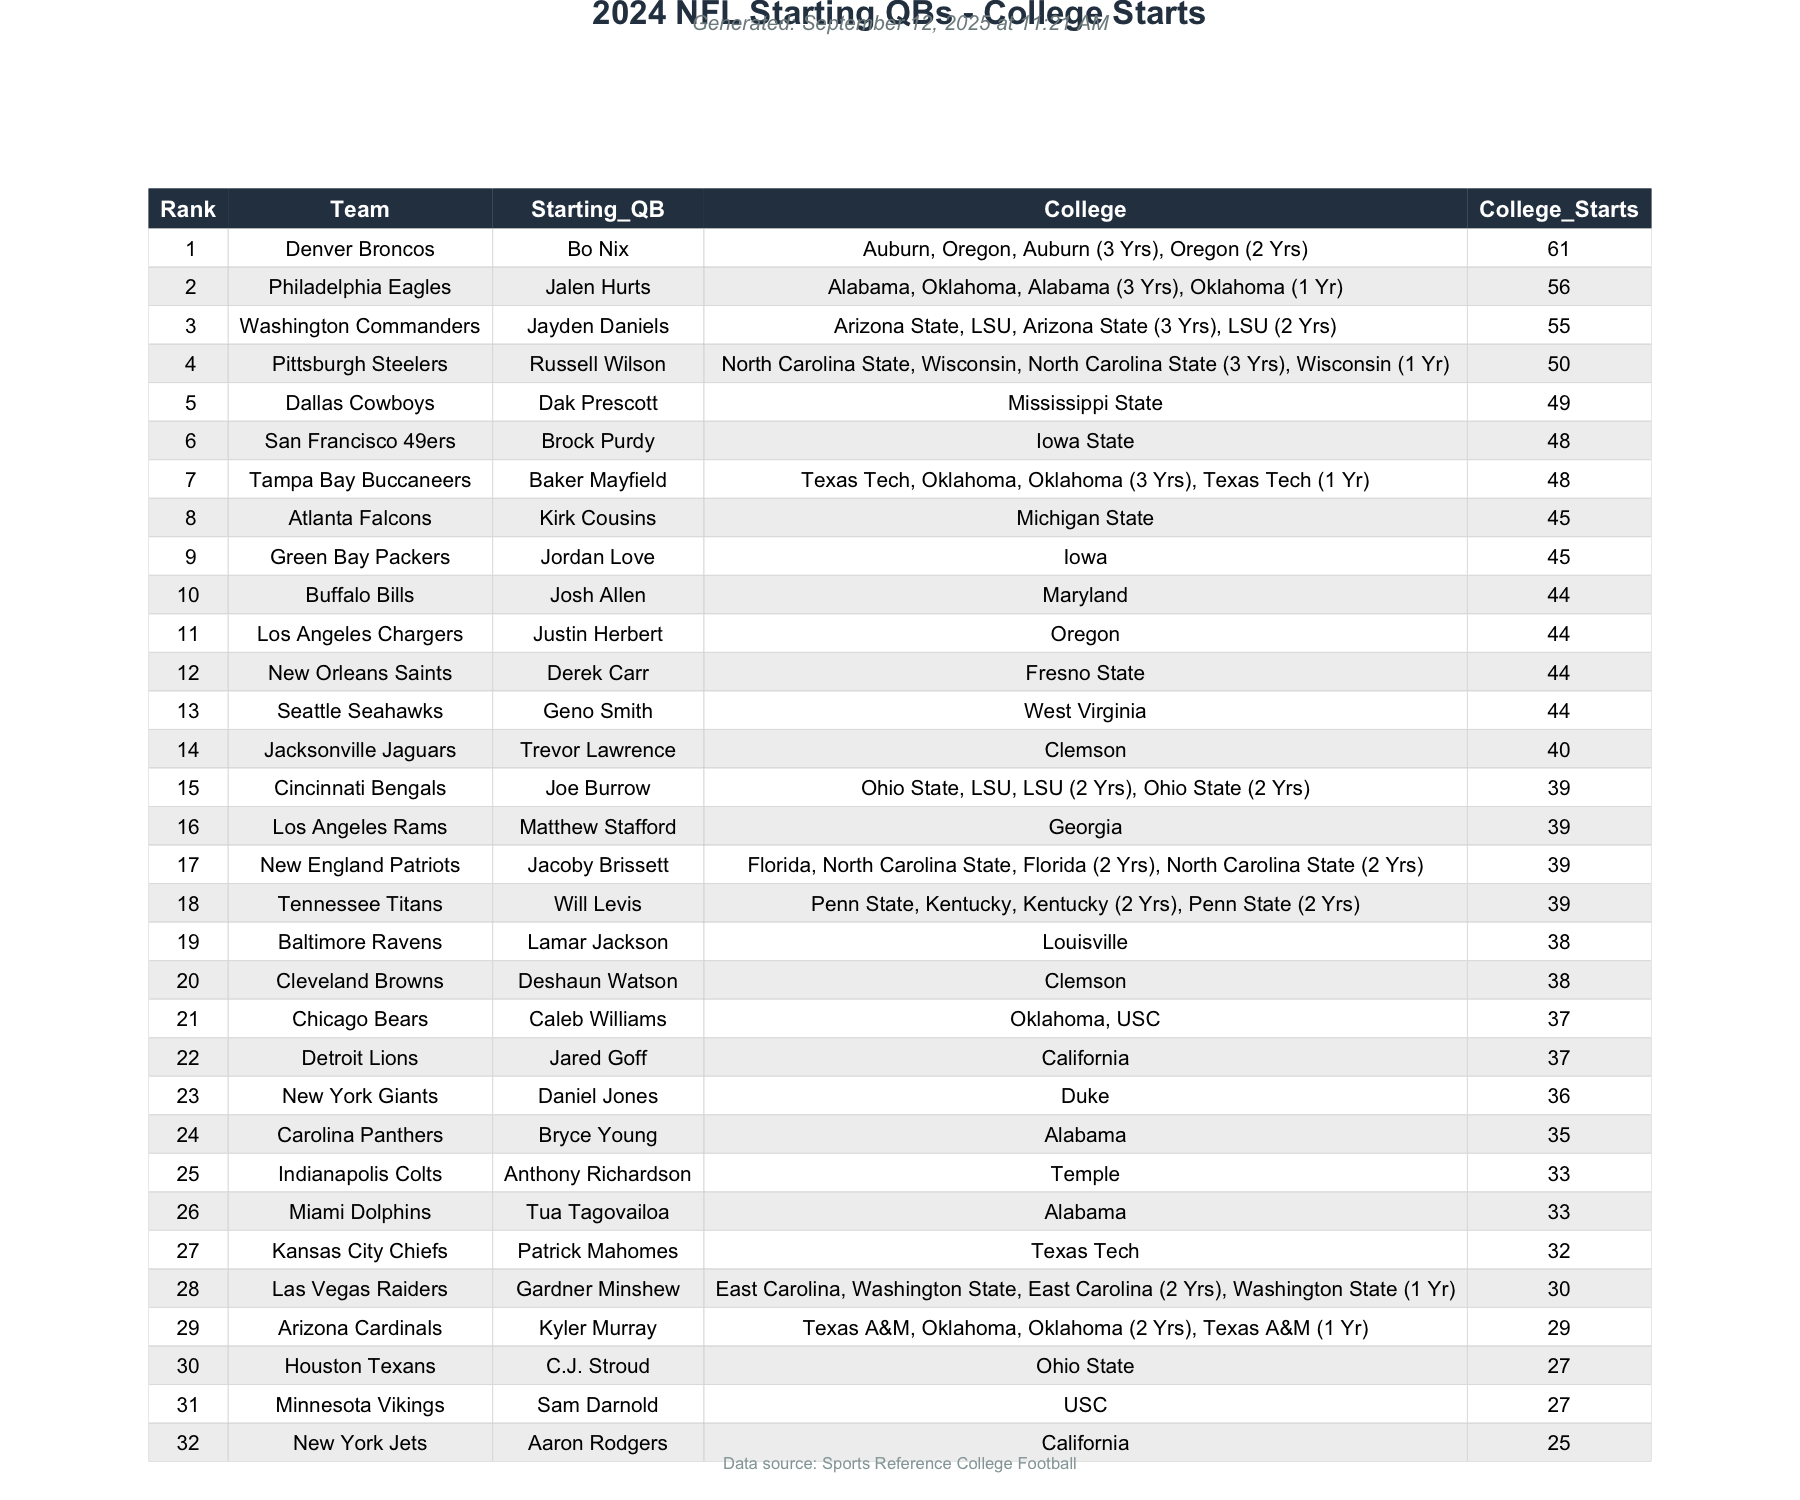 2024 NFL Starting QBs - College Starts
Generated: September 12, 2025 at 11:21 AM
Rank Team Starting_QB College College_Starts
1 Denver Broncos Bo Nix Auburn, Oregon, Auburn (3 Yrs), Oregon (2 Yrs) 61
2 Philadelphia Eagles Jalen Hurts Alabama, Oklahoma, Alabama (3 Yrs), Oklahoma (1 Yr) 56
3 Washington Commanders Jayden Daniels Arizona State, LSU, Arizona State (3 Yrs), LSU (2 Yrs) 55
4 Pittsburgh Steelers Russell Wilson North Carolina State, Wisconsin, North Carolina State (3 Yrs), Wisconsin (1 Yr) 50
5 Dallas Cowboys Dak Prescott Mississippi State 49
6 San Francisco 49ers Brock Purdy Iowa State 48
7 Tampa Bay Buccaneers Baker Mayfield Texas Tech, Oklahoma, Oklahoma (3 Yrs), Texas Tech (1 Yr) 48
8 Atlanta Falcons Kirk Cousins Michigan State 45
9 Green Bay Packers Jordan Love Iowa 45
10 Buffalo Bills Josh Allen Maryland 44
11 Los Angeles Chargers Justin Herbert Oregon 44
12 New Orleans Saints Derek Carr Fresno State 44
13 Seattle Seahawks Geno Smith West Virginia 44
14 Jacksonville Jaguars Trevor Lawrence Clemson 40
15 Cincinnati Bengals Joe Burrow Ohio State, LSU, LSU (2 Yrs), Ohio State (2 Yrs) 39
16 Los Angeles Rams Matthew Stafford Georgia 39
17 New England Patriots Jacoby Brissett Florida, North Carolina State, Florida (2 Yrs), North Carolina State (2 Yrs) 39
18 Tennessee Titans Will Levis Penn State, Kentucky, Kentucky (2 Yrs), Penn State (2 Yrs) 39
19 Baltimore Ravens Lamar Jackson Louisville 38
20 Cleveland Browns Deshaun Watson Clemson 38
21 Chicago Bears Caleb Williams Oklahoma, USC 37
22 Detroit Lions Jared Goff California 37
23 New York Giants Daniel Jones Duke 36
24 Carolina Panthers Bryce Young Alabama 35
25 Indianapolis Colts Anthony Richardson Temple 33
26 Miami Dolphins Tua Tagovailoa Alabama 33
27 Kansas City Chiefs Patrick Mahomes Texas Tech 32
28 Las Vegas Raiders Gardner Minshew East Carolina, Washington State, East Carolina (2 Yrs), Washington State (1 Yr) 30
29 Arizona Cardinals Kyler Murray Texas A&M, Oklahoma, Oklahoma (2 Yrs), Texas A&M (1 Yr) 29
30 Houston Texans C.J. Stroud Ohio State 27
31 Minnesota Vikings Sam Darnold USC 27
32 New York Jets Aaron Rodgers California 25
Data source: Sports Reference College Football